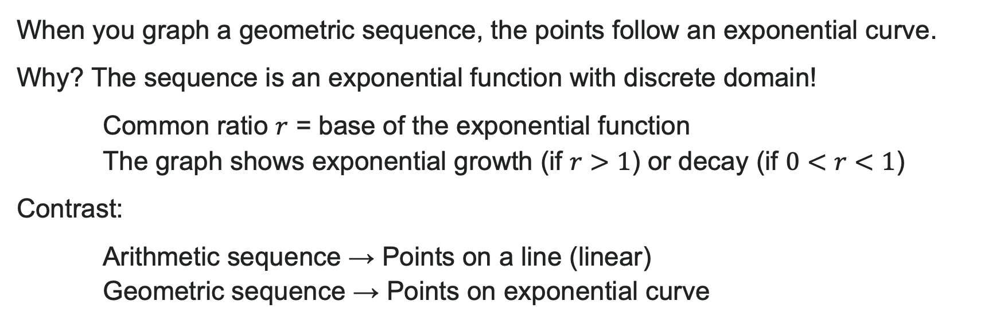 When you graph a geometric sequence, the points follow an exponential curve.
Why? The sequence is an exponential function with discrete domain!
Common ratio r = base of the exponential function
The graph shows exponential growth (if r > 1) or decay (if 0 < r < 1)
Contrast:
Arithmetic sequence → Points on a line (linear)
Geometric sequence → Points on exponential curve